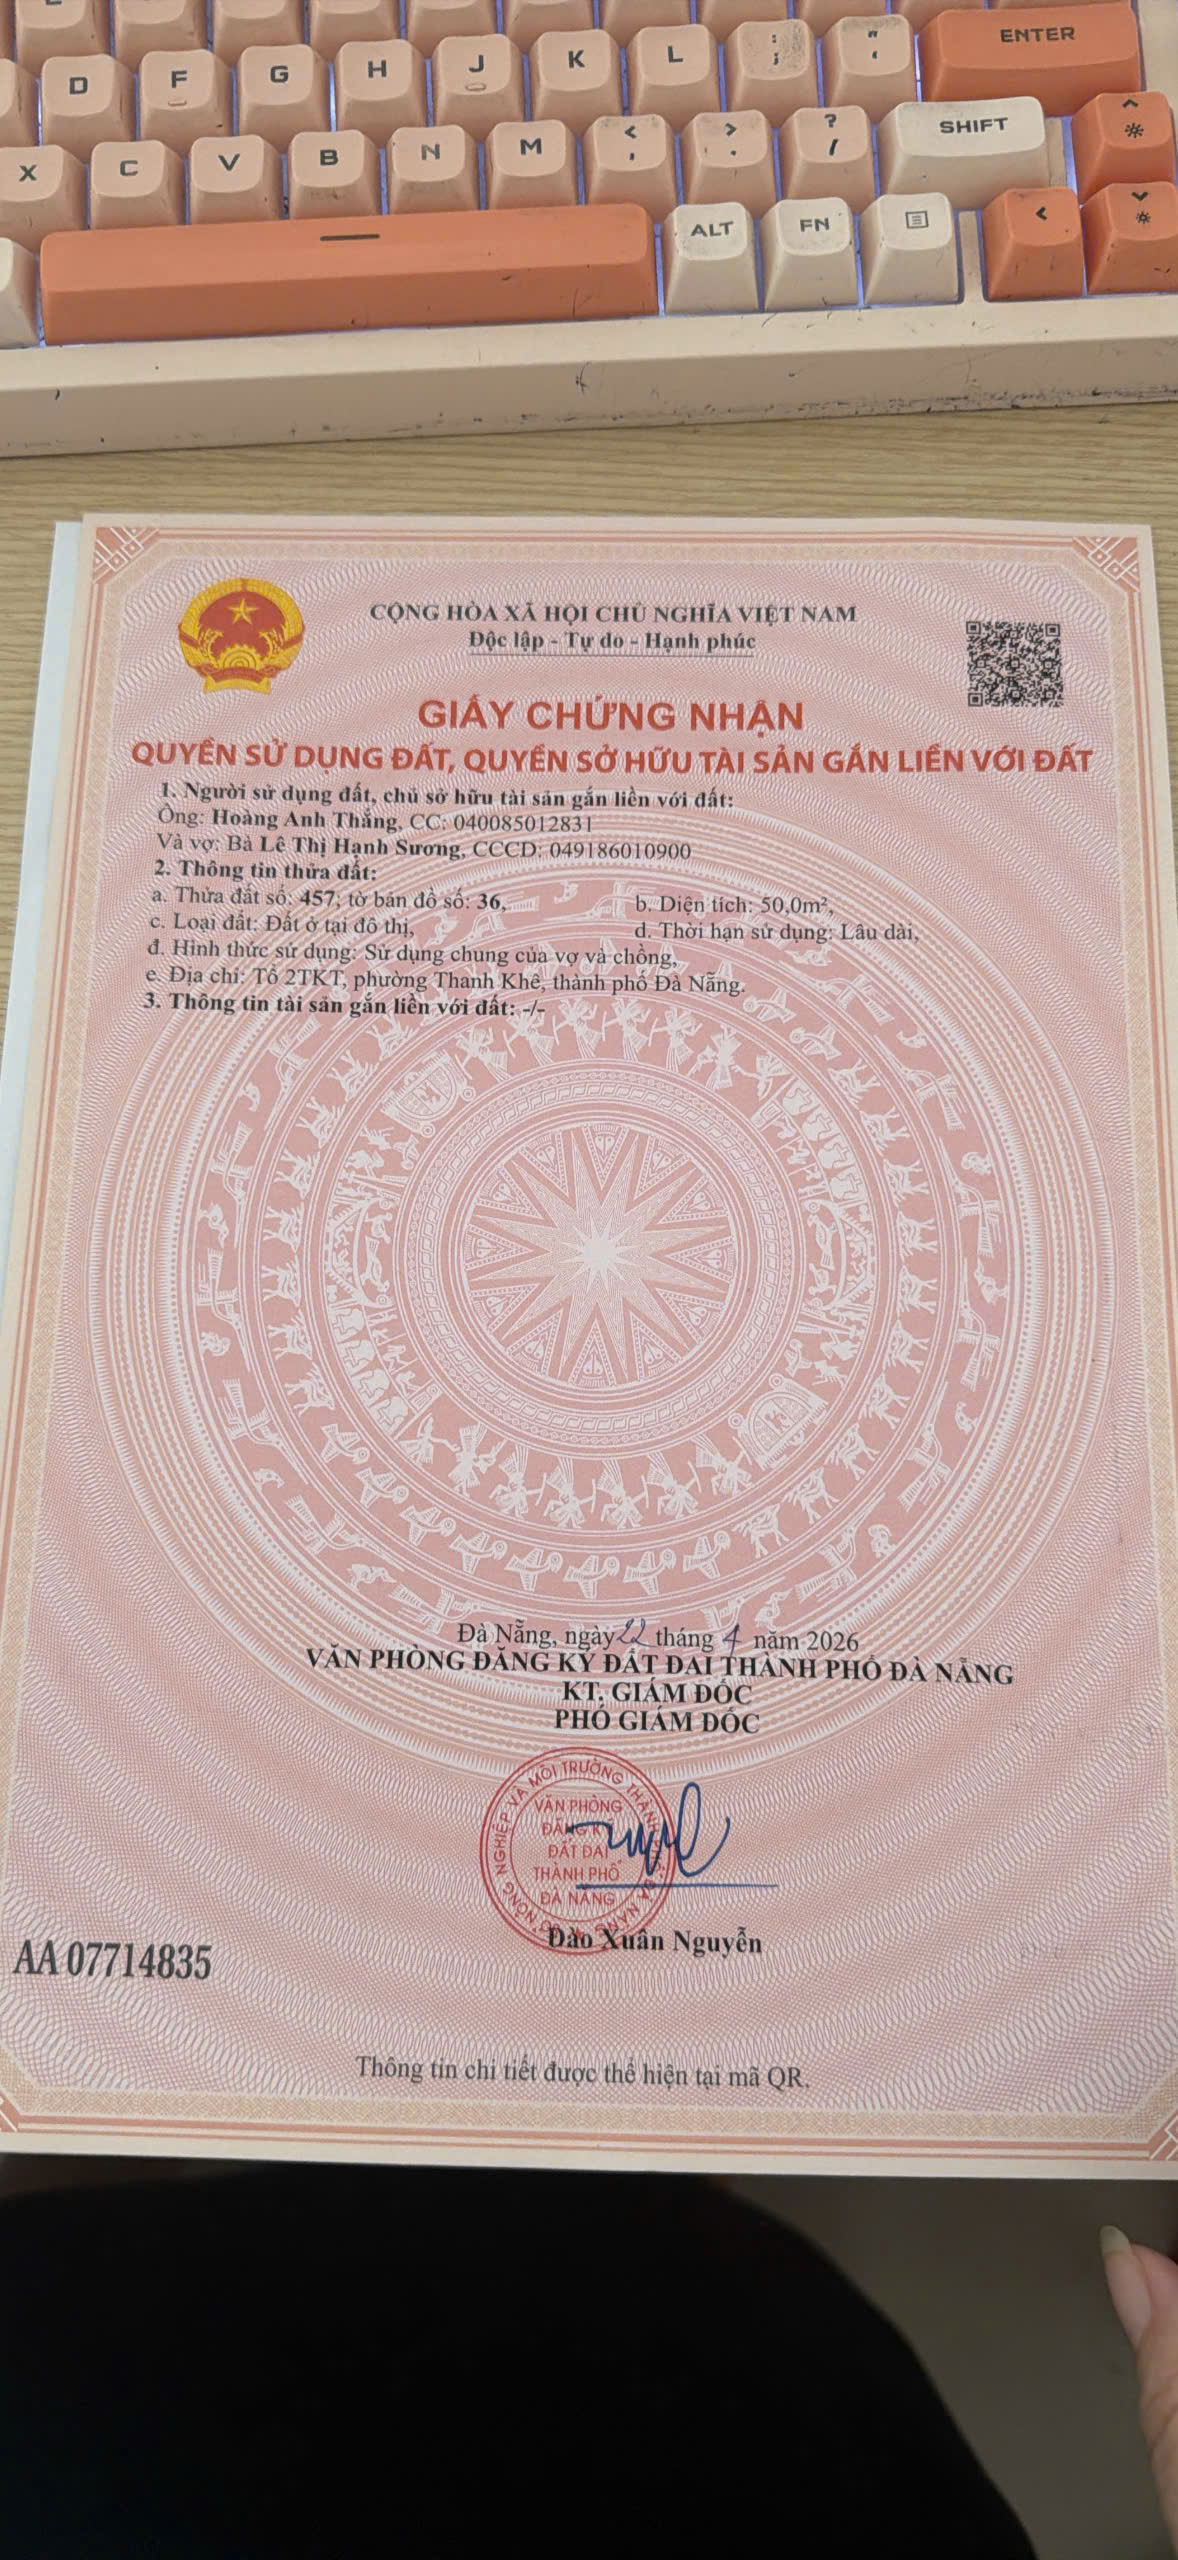 D F G H J K L : ; " ' ENTER
X C V B N M < , > . ? / SHIFT
ALT FN
CỘNG HÒA XÃ HỘI CHỦ NGHĨA VIỆT NAM
Độc lập - Tự do - Hạnh phúc
GIẤY CHỨNG NHẬN
QUYỀN SỬ DỤNG ĐẤT, QUYỀN SỞ HỮU TÀI SẢN GẮN LIỀN VỚI ĐẤT
1. Người sử dụng đất, chủ sở hữu tài sản gắn liền với đất:
Ông: Hoàng Anh Thắng, CC: 040085012831
Và vợ: Bà Lê Thị Hạnh Sương, CCCD: 049186010900
2. Thông tin thửa đất:
a. Thửa đất số: 457; tờ bản đồ số: 36, b. Diện tích: 50,0m²,
c. Loại đất: Đất ở tại đô thị, d. Thời hạn sử dụng: Lâu dài,
đ. Hình thức sử dụng: Sử dụng chung của vợ và chồng,
e. Địa chỉ: Tổ 2TKT, phường Thanh Khê, thành phố Đà Nẵng.
3. Thông tin tài sản gắn liền với đất: -/-
Đà Nẵng, ngày 22 tháng 4 năm 2026
VĂN PHÒNG ĐĂNG KÝ ĐẤT ĐAI THÀNH PHỐ ĐÀ NẴNG
KT. GIÁM ĐỐC
PHÓ GIÁM ĐỐC
NGHIỆP VÀ MÔI TRƯỜNG THÀNH
VĂN PHÒNG
ĐĂNG KÝ
ĐẤT ĐAI
THÀNH PHỐ
ĐÀ NẴNG
Đào Xuân Nguyễn
AA 07714835
Thông tin chi tiết được thể hiện tại mã QR.